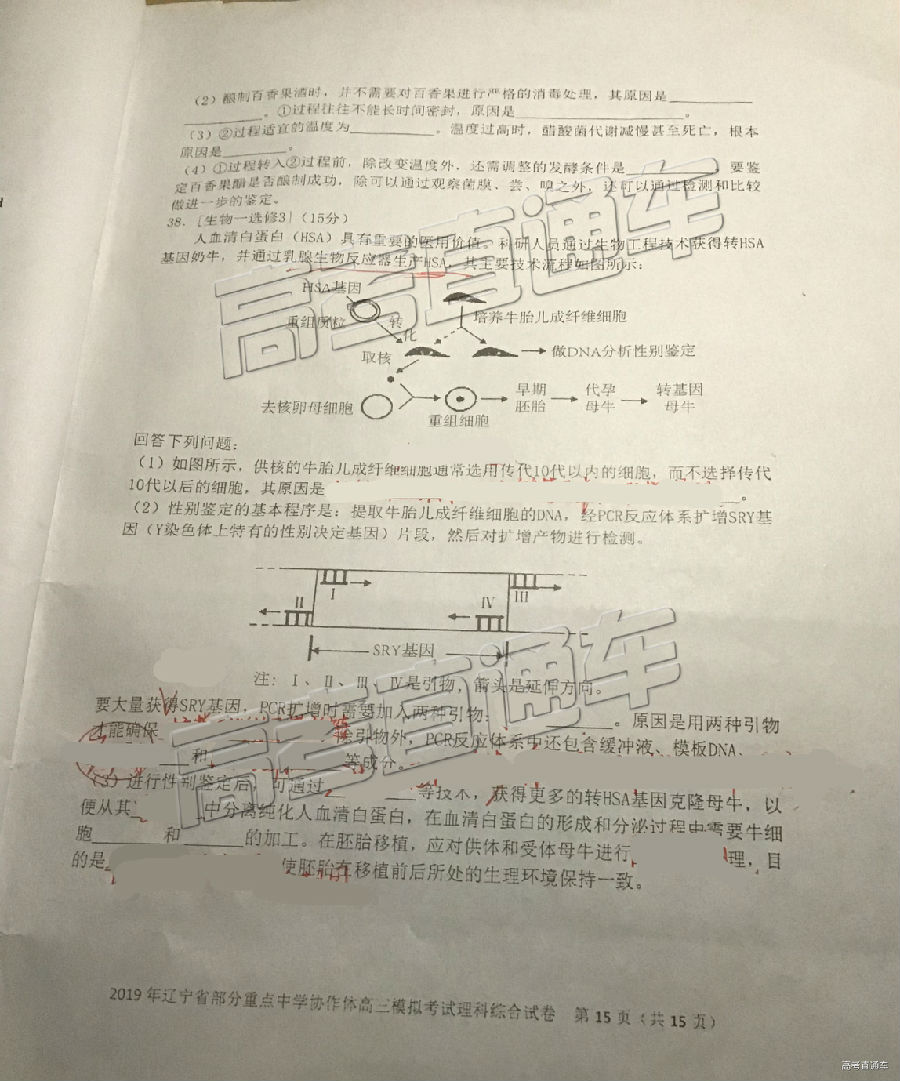 (2)酿制百香果酒时，并不需要对百香果进行严格的消毒处理，其原因是
。①过程往往不能长时间密封，原因是 。
(3)②过程适宜的温度为 。温度过高时，醋酸菌代谢减慢甚至死亡，根本
原因是 。
(4)①过程转入②过程前，除改变温度外，还需调整的发酵条件是 要鉴
定百香果醋是否酿制成功，除可以通过观察菌膜、尝、嗅之外，还可以通过检测和比较
做进一步的鉴定。
38.[生物—选修3](15分)
人血清白蛋白(HSA)具有重要的医用价值。科研人员通过生物工程技术获得转HSA
基因奶牛，并通过乳腺生物反应器生产HSA，其主要技术流程如图所示：
HSA基因
重组质粒 转化
培养牛胎儿成纤维细胞
取核
做DNA分析性别鉴定
去核卵母细胞
重组细胞
早期胚胎
代孕母牛
转基因母牛
回答下列问题：
(1)如图所示，供核的牛胎儿成纤维细胞通常选用传代10代以内的细胞，而不选择传代
10代以后的细胞，其原因是 。
(2)性别鉴定的基本程序是：提取牛胎儿成纤维细胞的DNA，经PCR反应体系扩增SRY基
因(Y染色体上特有的性别决定基因)片段，然后对扩增产物进行检测。
I
II
III
IV
SRY基因
注：I、II、III、IV是引物，箭头是延伸方向。
要大量获得SRY基因，PCR扩增时需要加入两种引物： 。原因是用两种引物
才能确保 除引物外，PCR反应体系中还包含缓冲液、模板DNA、
和 等成分。
(3)进行性别鉴定后，可通过 等技术，获得更多的转HSA基因克隆母牛，以
便从其 中分离纯化人血清白蛋白，在血清白蛋白的形成和分泌过程中需要牛细
胞 和 的加工。在胚胎移植，应对供体和受体母牛进行 理，目
的是 使胚胎在移植前后所处的生理环境保持一致。
2019年辽宁省部分重点中学协作体高三模拟考试理科综合试卷 第15页(共15页)
高考直通车
高考直通车
高考直通车